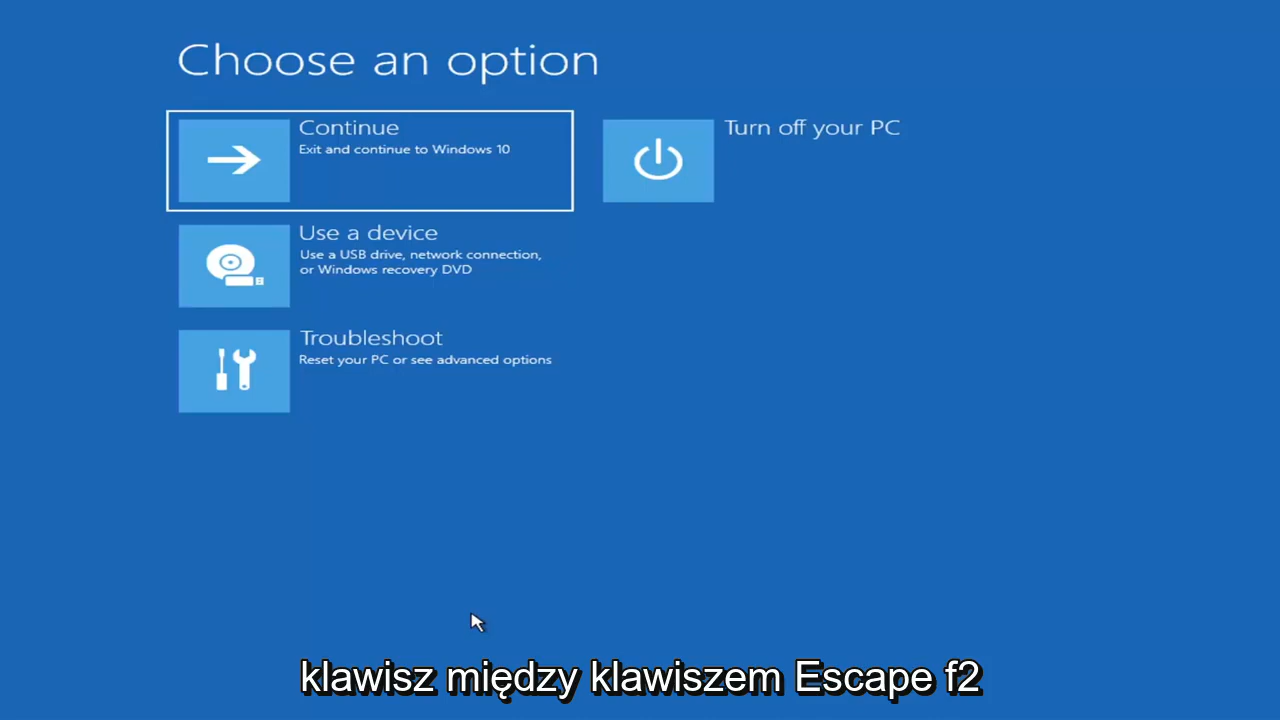 Choose an option
Continue
Exit and continue to Windows 10
Turn off your PC
Use a device
Use a USB drive, network connection,
or Windows recovery DVD
Troubleshoot
Reset your PC or see advanced options
klawisz między klawiszem Escape f2